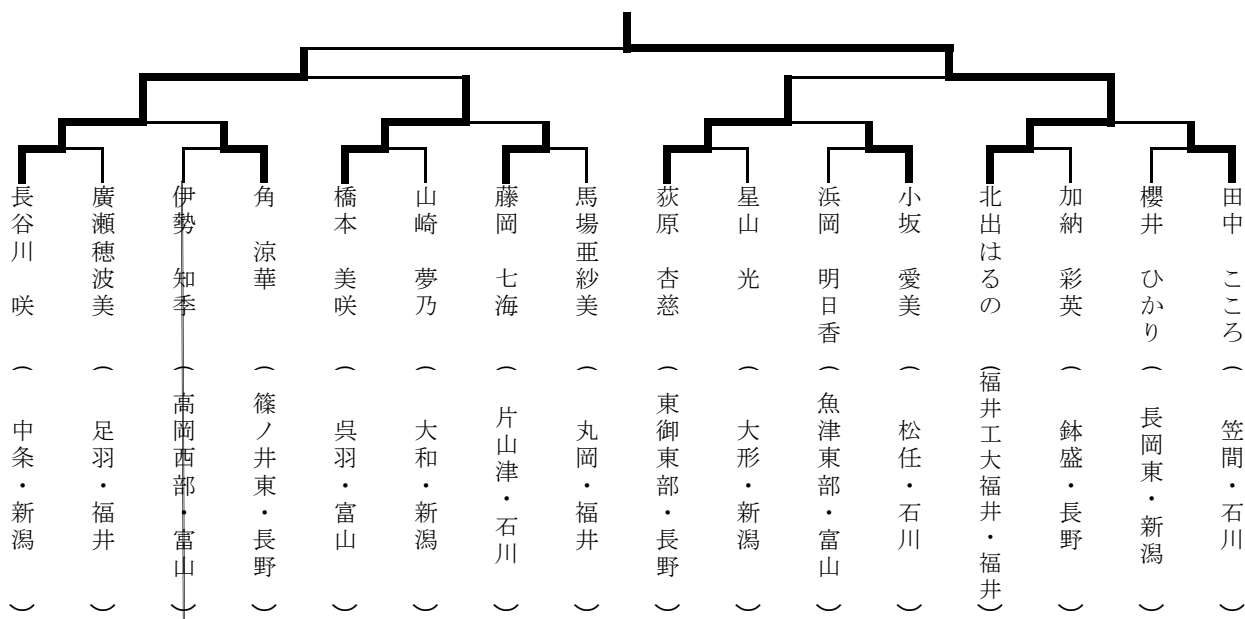 長谷川　咲　（　中条・新潟　）
廣瀬穂波美　（　足羽・福井　）
伊勢　知季　（高岡西部・富山）
角　涼華　（篠ノ井東・長野）
橋本　美咲　（　呉羽・富山　）
山崎　夢乃　（　大和・新潟　）
藤岡　七海　（　片山津・石川　）
馬場亜紗美　（　丸岡・福井　）
荻原　杏慈　（東御東部・長野）
星山　光　（　大形・新潟　）
浜岡　明日香（魚津東部・富山）
小坂　愛美　（　松任・石川　）
北出はるの　（福井工大福井・福井）
加納　彩英　（　鉢盛・長野　）
櫻井　ひかり（　長岡東・新潟　）
田中　こころ（　笠間・石川　）